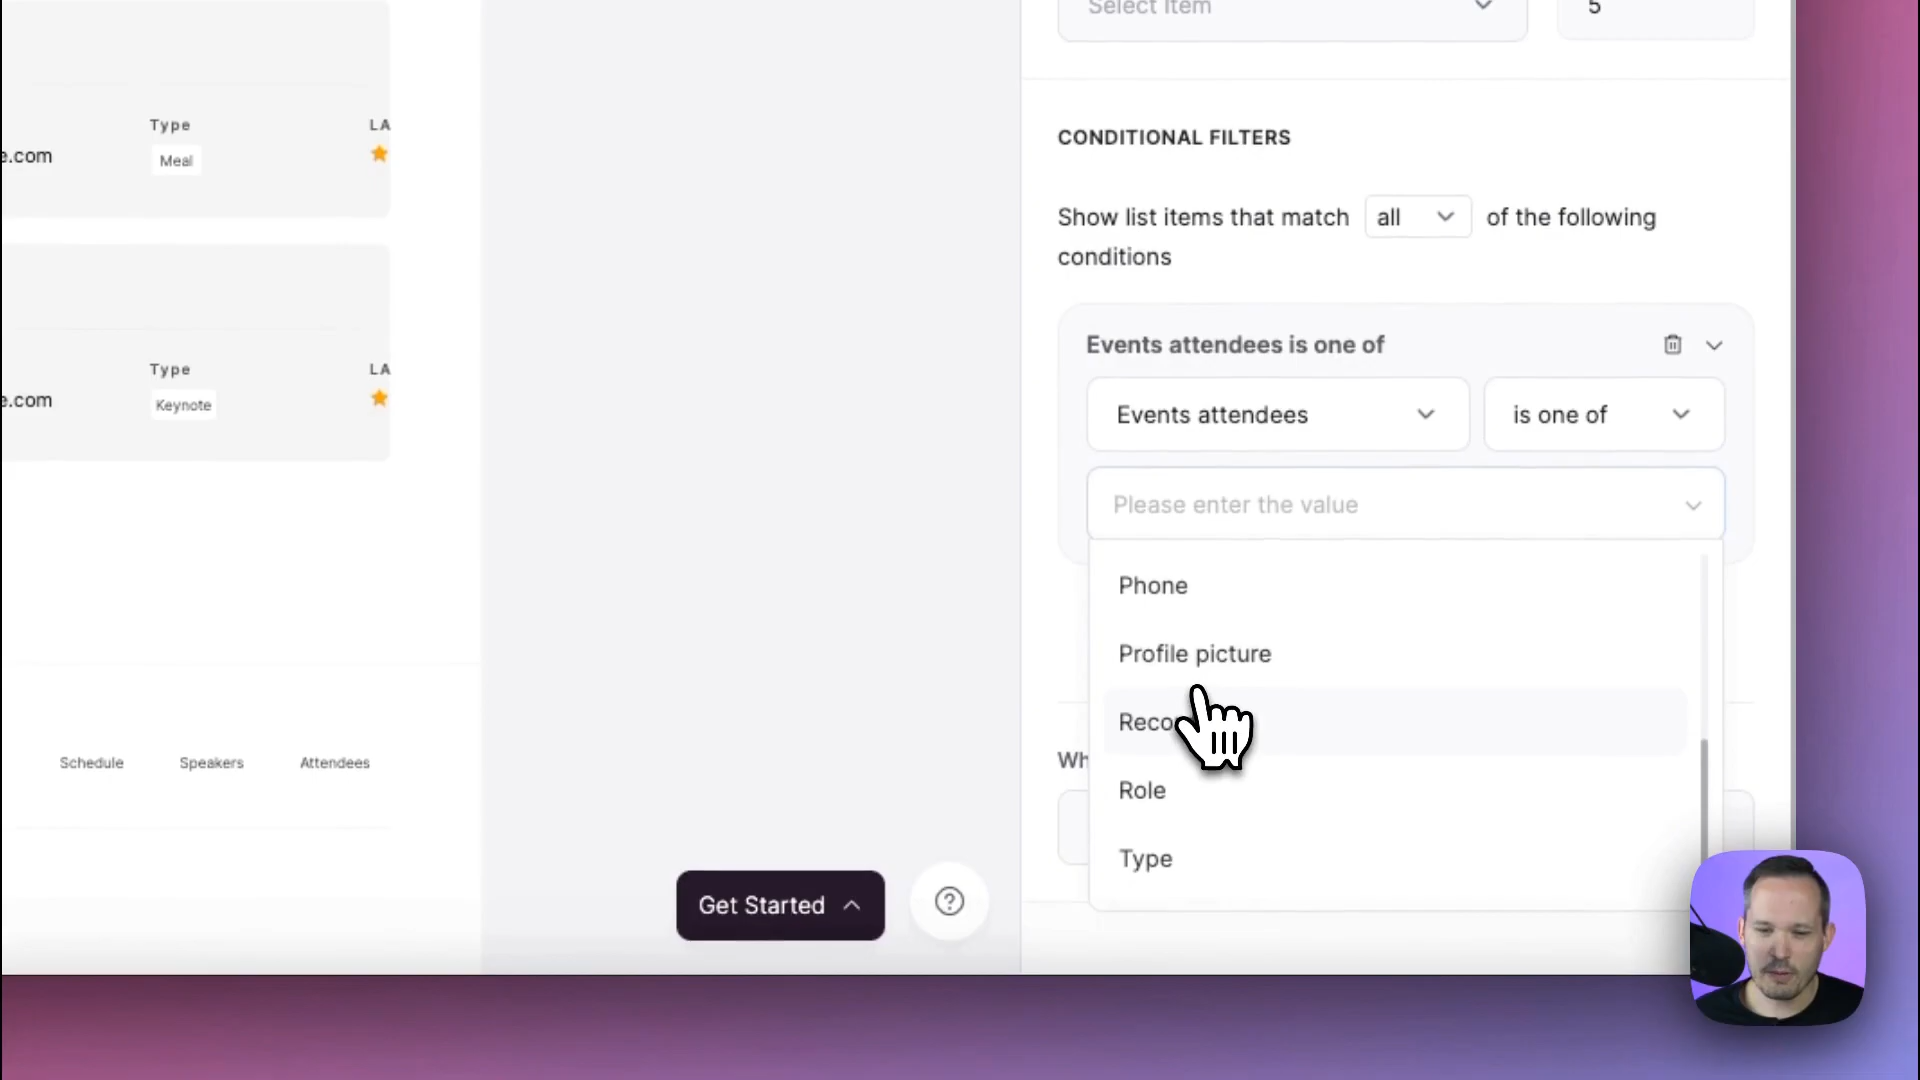 Select Item
5
Type
LA
e.com
Meal
Type
LA
e.com
Keynote
Schedule
Speakers
Attendees
Get Started
?
CONDITIONAL FILTERS
Show list items that match all of the following
conditions
Events attendees is one of
Events attendees
is one of
Please enter the value
Phone
Profile picture
Role
Type